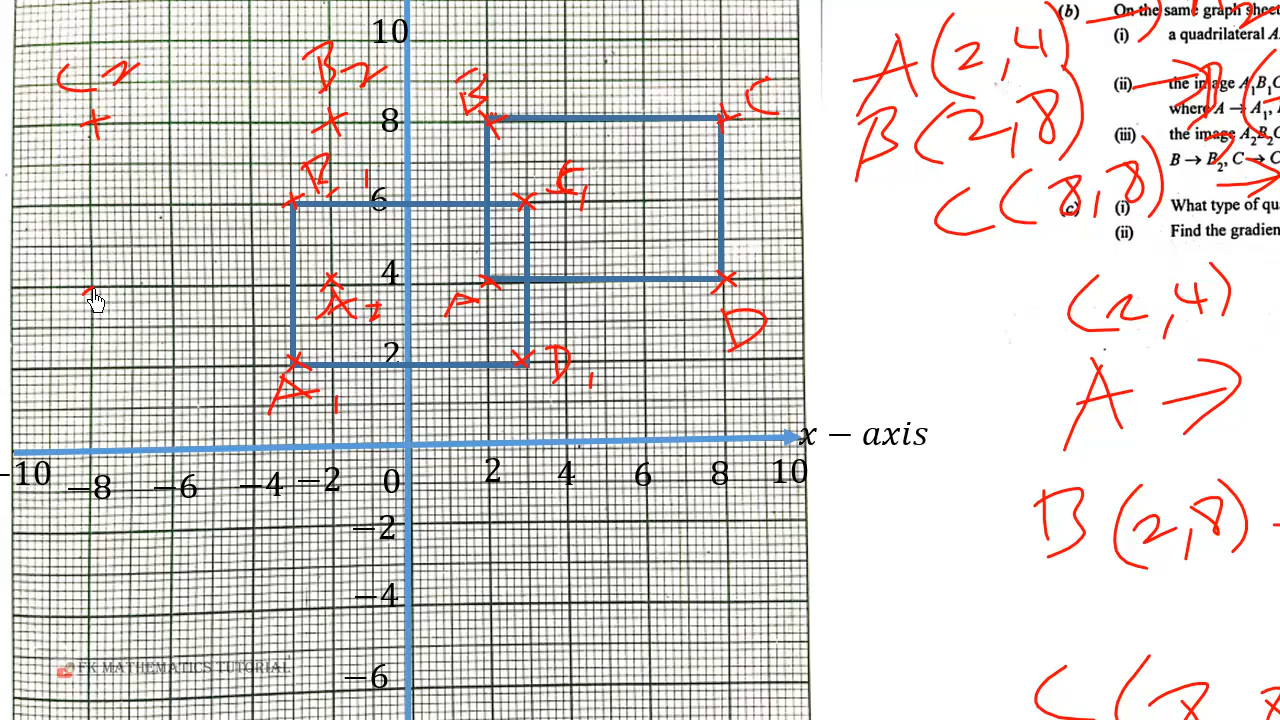 10
C2
B2
B
C
8
B1
C1
6
4
A2
A
D
2
A1
D1
x – axis
–10 –8 –6 –4 –2 0 2 4 6 8 10
–2
–4
–6
FK MATHEMATICS TUTORIAL
A(2,4)
B(2,8)
C(8,8)
(b) On the same graph sheet
(i) a quadrilateral A
(ii) the image A₁B₁C
where A → A₁,
(iii) the image A₂B₂C
B → B₂, C → C
(c) (i) What type of qua
(ii) Find the gradien
(2,4)
A →
B(2,8) -
C(